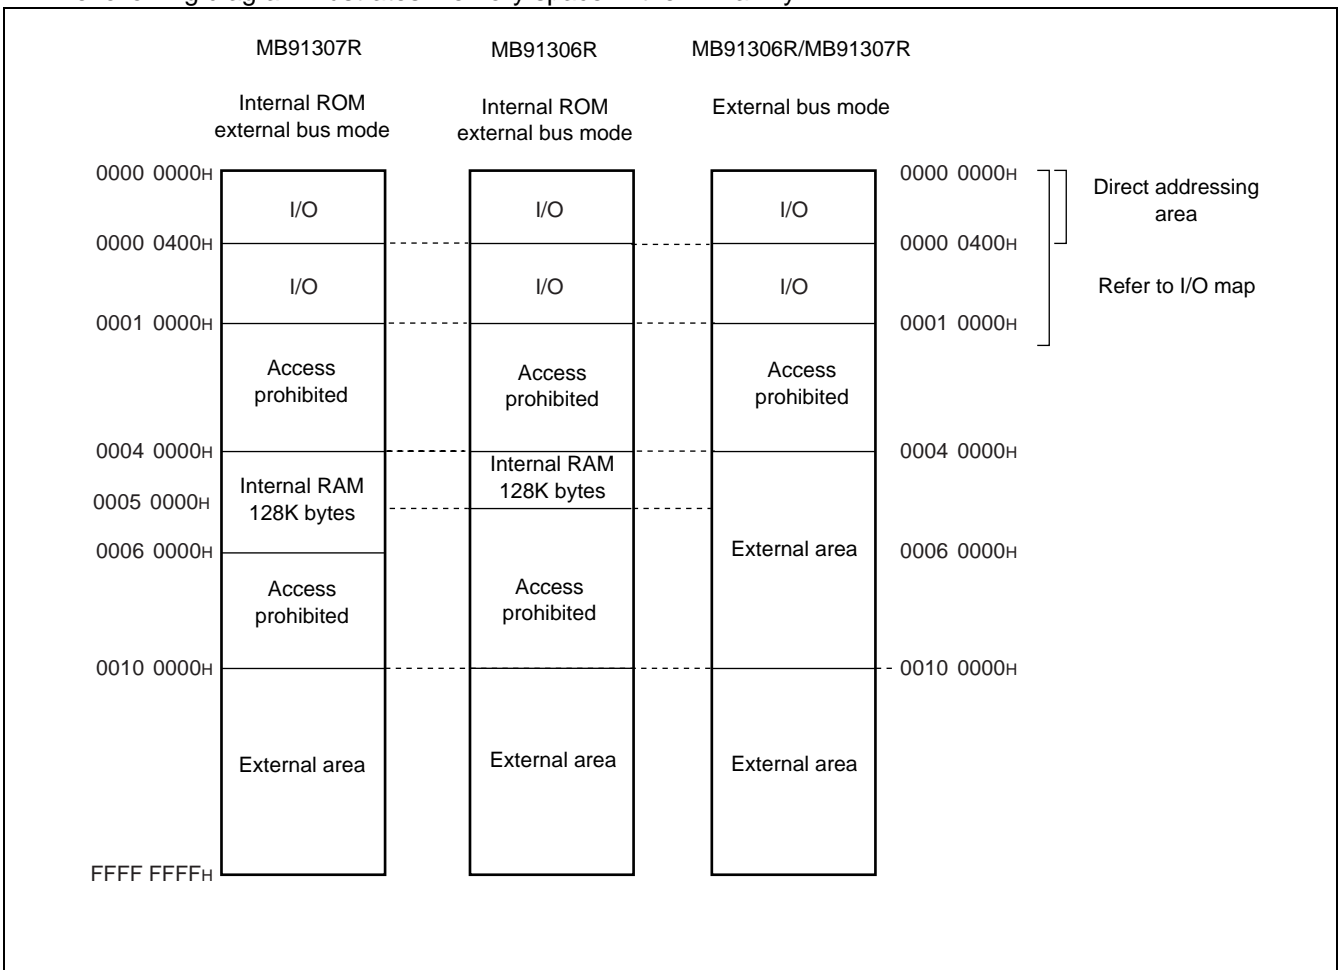 MB91307R MB91306R MB91306R/MB91307R
Internal ROM Internal ROM External bus mode
external bus mode external bus mode
0000 0000H 0000 0000H
Direct addressing
area
I/O I/O I/O
0000 0400H 0000 0400H
I/O I/O I/O Refer to I/O map
0001 0000H 0001 0000H
Access Access Access
prohibited prohibited prohibited
0004 0000H 0004 0000H
Internal RAM Internal RAM
128K bytes 128K bytes
0005 0000H
External area
0006 0000H 0006 0000H
Access Access
prohibited prohibited
0010 0000H 0010 0000H
External area External area External area
FFFF FFFFH